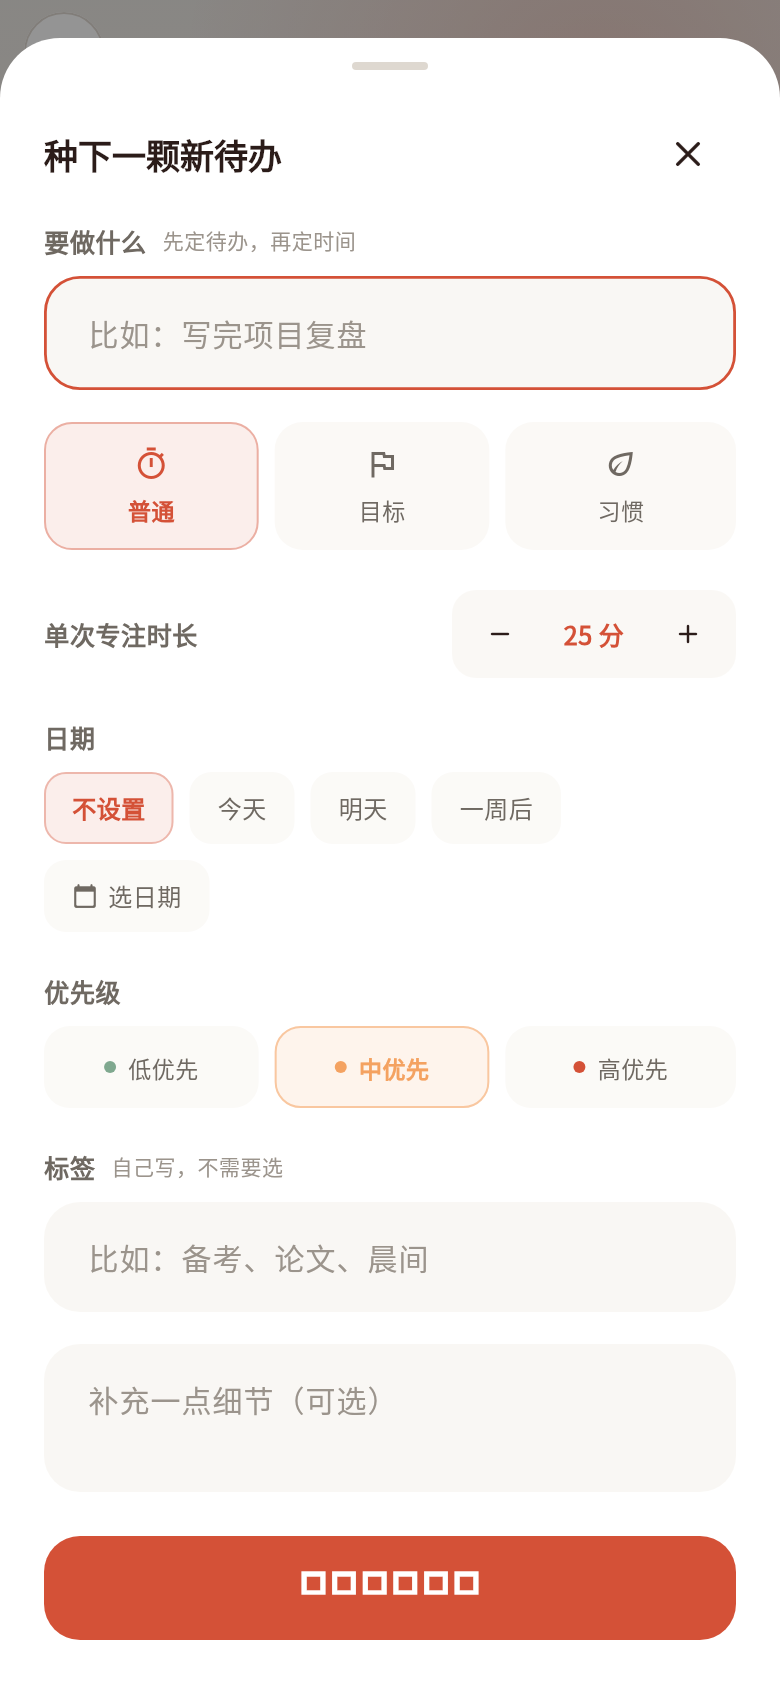 种下一颗新待办
要做什么 先定待办，再定时间
比如：写完项目复盘
普通 目标 习惯
单次专注时长 − 25 分 +
日期
不设置 今天 明天 一周后
选日期
优先级
低优先 中优先 高优先
标签 自己写，不需要选
比如：备考、论文、晨间
补充一点细节（可选）